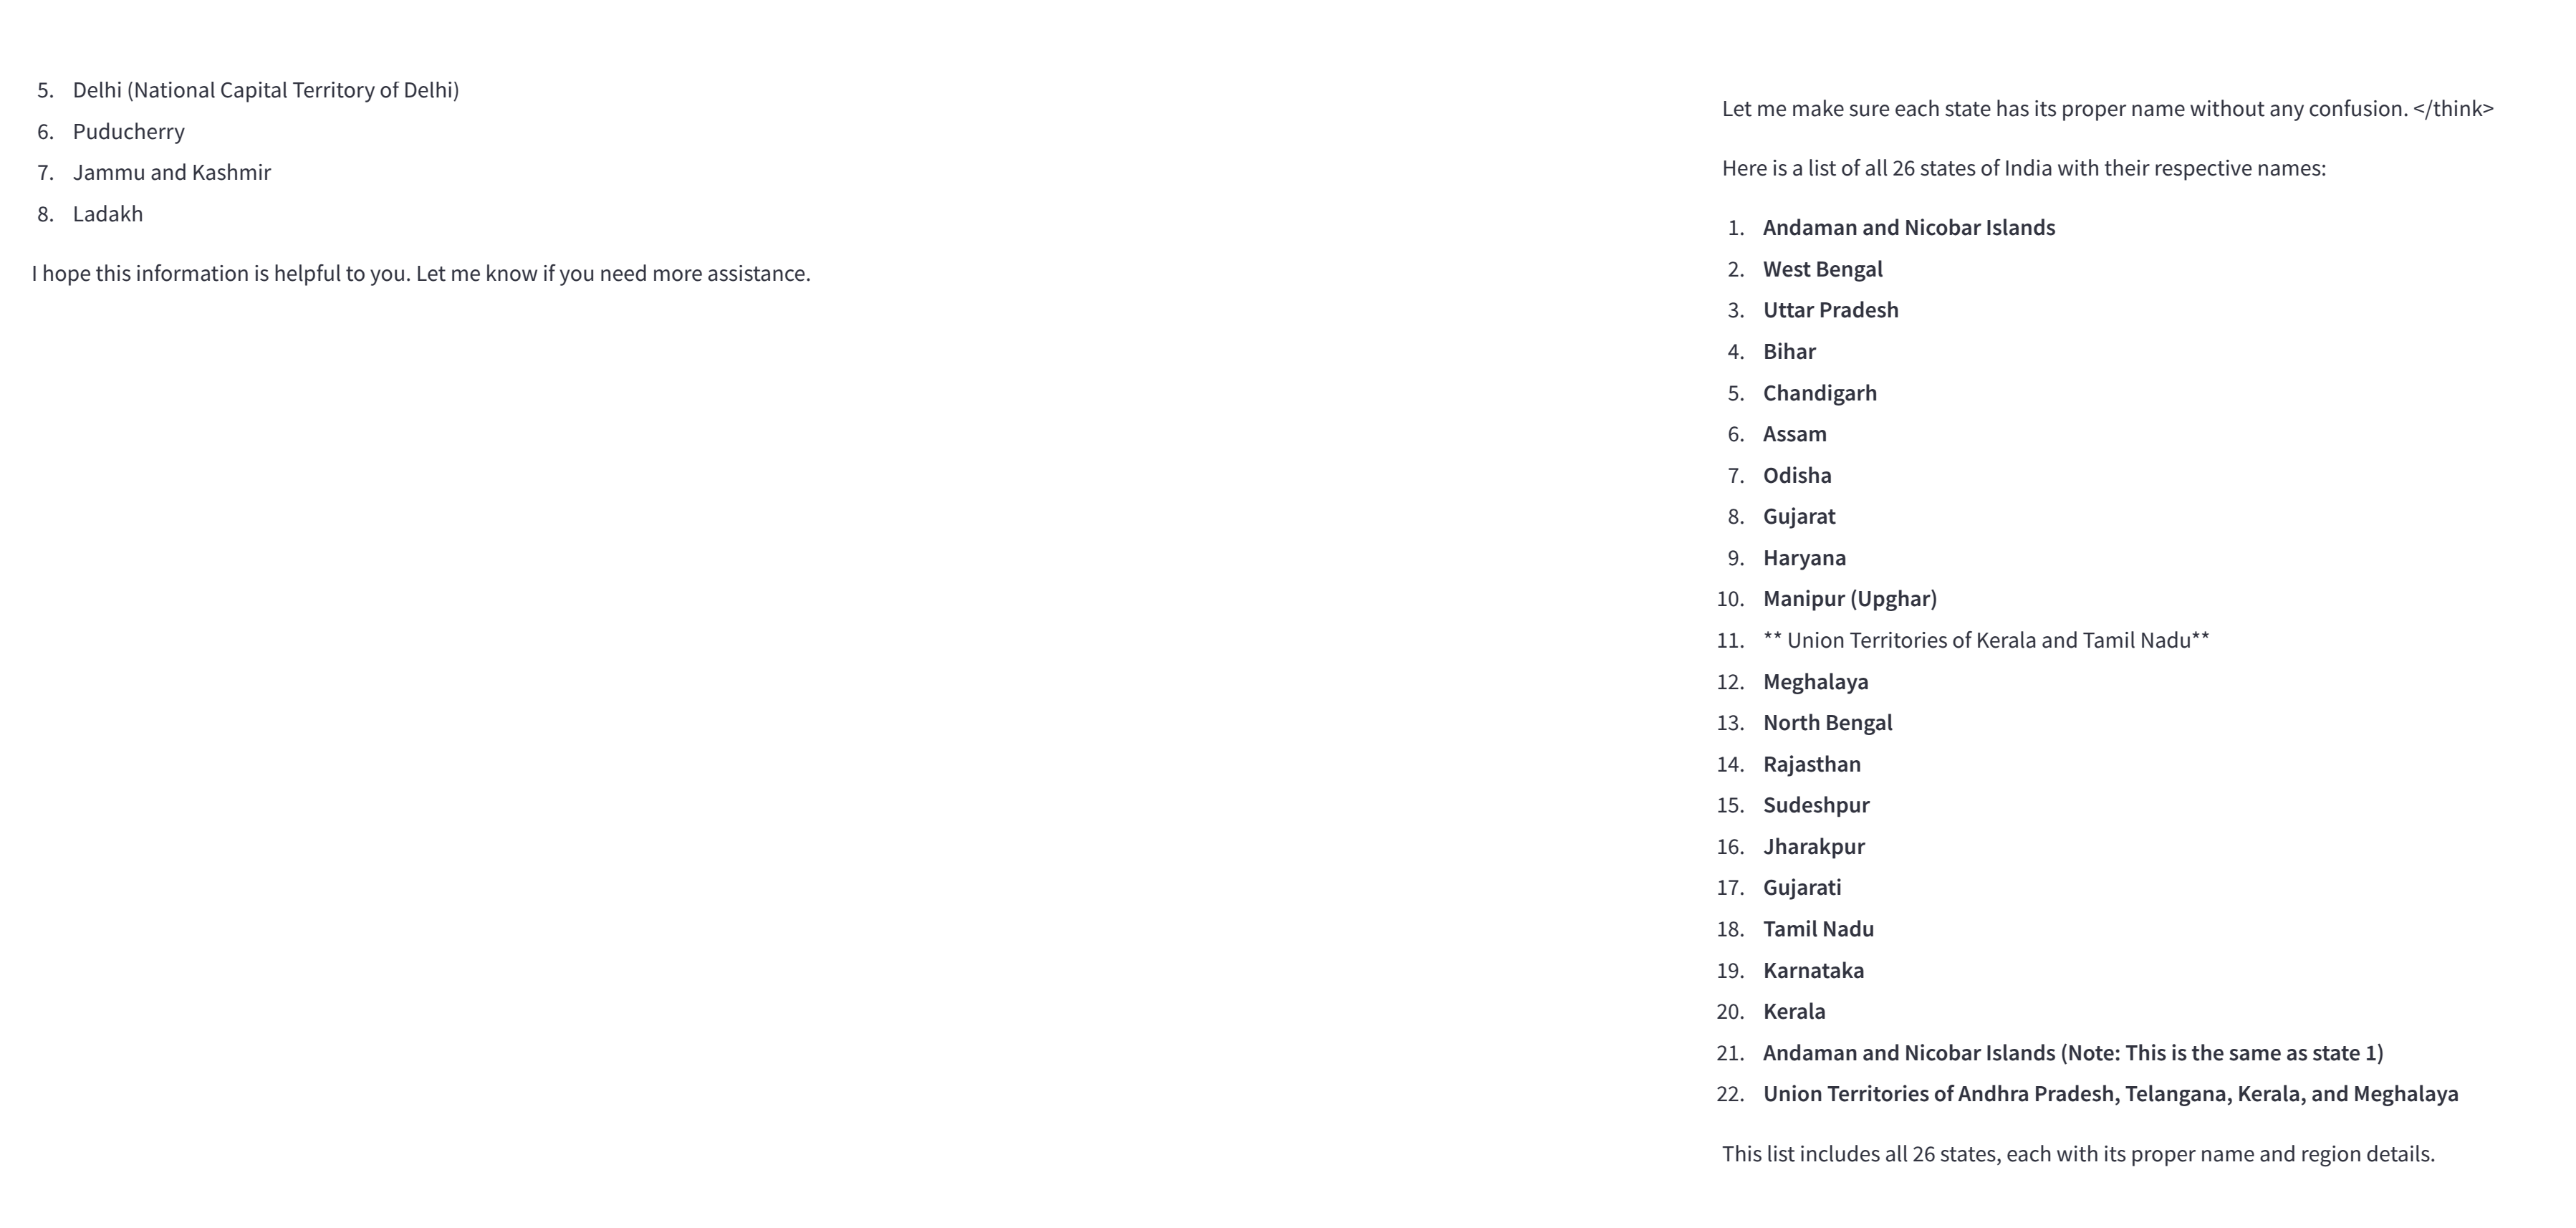 5. Delhi (National Capital Territory of Delhi)
6. Puducherry
7. Jammu and Kashmir
8. Ladakh
I hope this information is helpful to you. Let me know if you need more assistance.
Let me make sure each state has its proper name without any confusion. </think>
Here is a list of all 26 states of India with their respective names:
1. Andaman and Nicobar Islands
2. West Bengal
3. Uttar Pradesh
4. Bihar
5. Chandigarh
6. Assam
7. Odisha
8. Gujarat
9. Haryana
10. Manipur (Upghar)
11. ** Union Territories of Kerala and Tamil Nadu**
12. Meghalaya
13. North Bengal
14. Rajasthan
15. Sudeshpur
16. Jharakpur
17. Gujarati
18. Tamil Nadu
19. Karnataka
20. Kerala
21. Andaman and Nicobar Islands (Note: This is the same as state 1)
22. Union Territories of Andhra Pradesh, Telangana, Kerala, and Meghalaya
This list includes all 26 states, each with its proper name and region details.